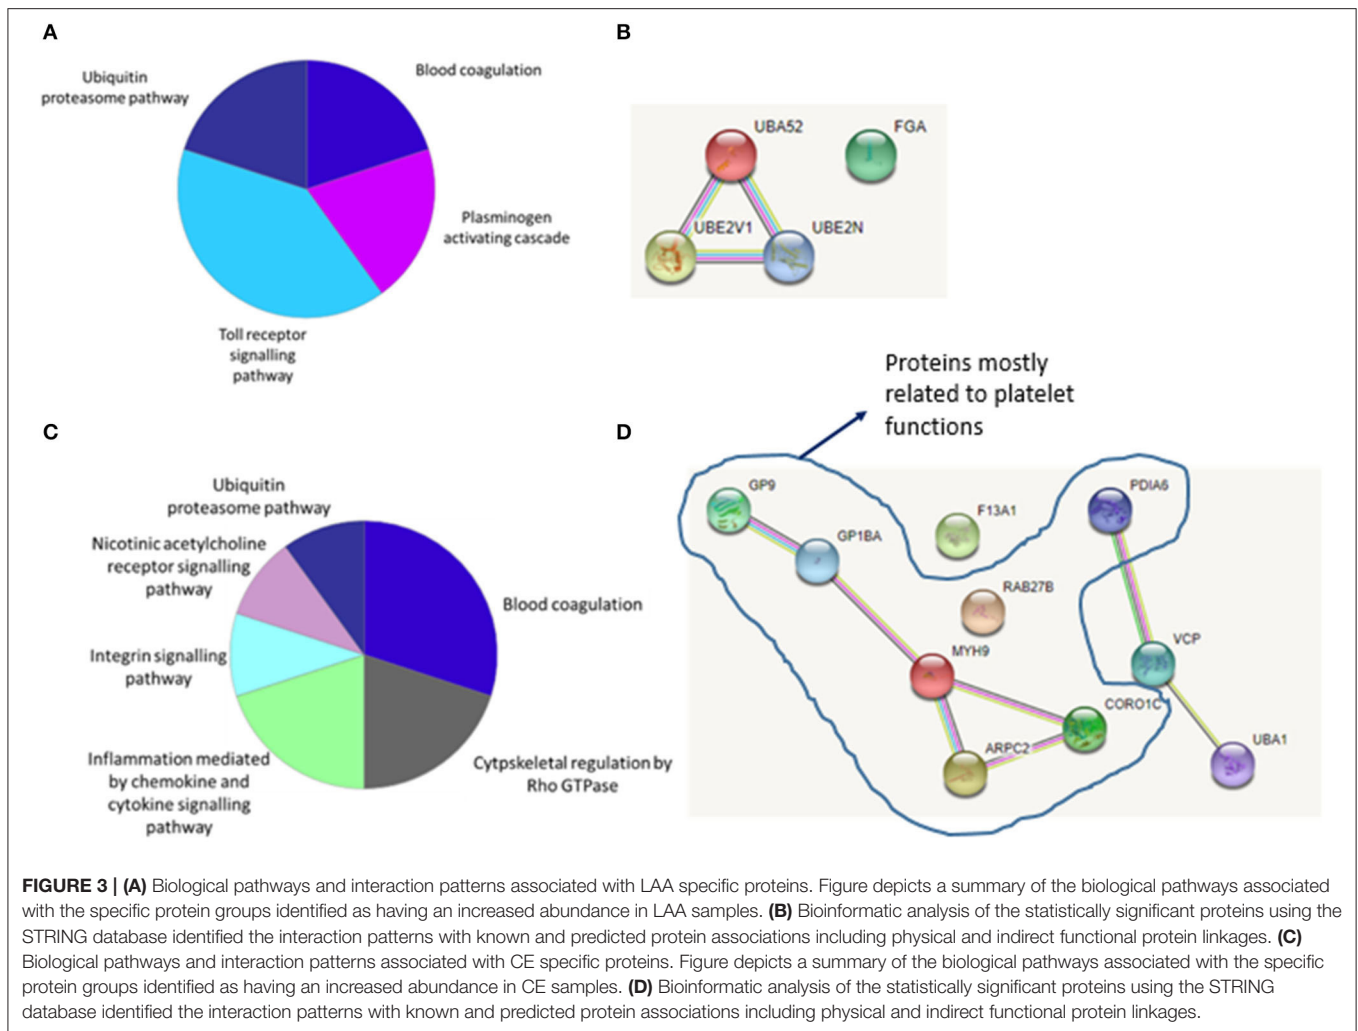 A
Ubiquitin
proteasome pathway
Blood coagulation
Plasminogen
activating cascade
Toll receptor
signalling
pathway
B
UBA52
FGA
UBE2V1
UBE2N
C
Ubiquitin
proteasome pathway
Nicotinic acetylcholine
receptor signalling
pathway
Integrin signalling
pathway
Inflammation mediated
by chemokine and
cytokine signalling
pathway
Blood coagulation
Cytpskeletal regulation by
Rho GTPase
D
Proteins mostly
related to platelet
functions
GP9
GP1BA
F13A1
PDIA6
RAB27B
MYH9
VCP
CORO1C
ARPC2
UBA1
FIGURE 3 | (A) Biological pathways and interaction patterns associated with LAA specific proteins. Figure depicts a summary of the biological pathways associated
with the specific protein groups identified as having an increased abundance in LAA samples. (B) Bioinformatic analysis of the statistically significant proteins using the
STRING database identified the interaction patterns with known and predicted protein associations including physical and indirect functional protein linkages. (C)
Biological pathways and interaction patterns associated with CE specific proteins. Figure depicts a summary of the biological pathways associated with the specific
protein groups identified as having an increased abundance in CE samples. (D) Bioinformatic analysis of the statistically significant proteins using the STRING
database identified the interaction patterns with known and predicted protein associations including physical and indirect functional protein linkages.